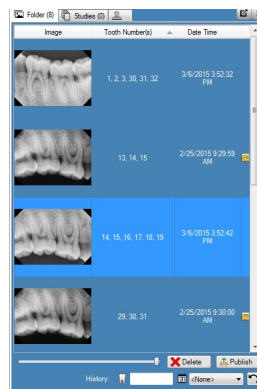 Folder (8) Studies (0)
Image Tooth Number(s) Date Time
1, 2, 3, 30, 31, 32 3/6/2015 3:52:32 PM
13, 14, 15 2/25/2015 9:29:59 AM
14, 15, 16, 17, 18, 19 3/6/2015 3:52:42 PM
29, 30, 31 2/25/2015 9:30:00 AM
Delete Publish
History: <None>